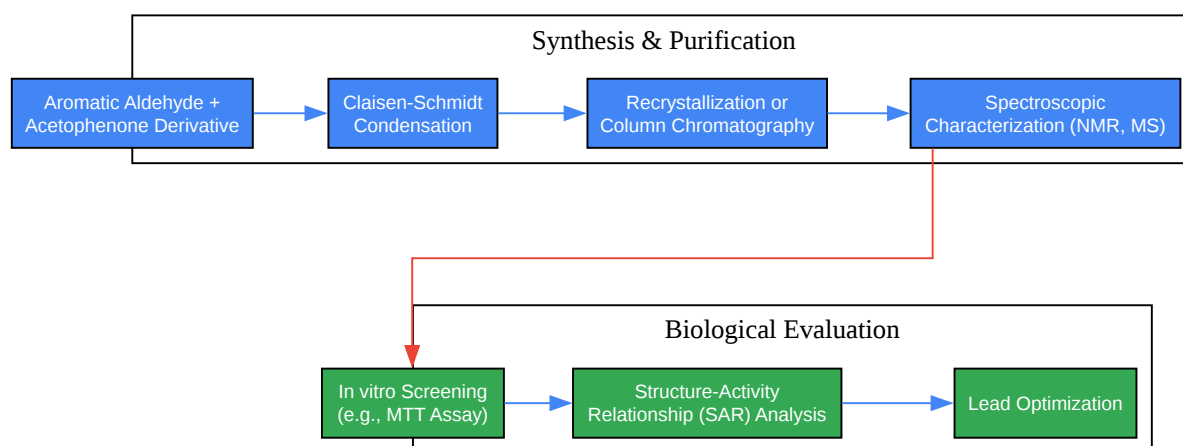 Synthesis & Purification
Aromatic Aldehyde +
Acetophenone Derivative
Claisen-Schmidt
Condensation
Recrystallization or
Column Chromatography
Spectroscopic
Characterization (NMR, MS)
Biological Evaluation
In vitro Screening
(e.g., MTT Assay)
Structure-Activity
Relationship (SAR) Analysis
Lead Optimization